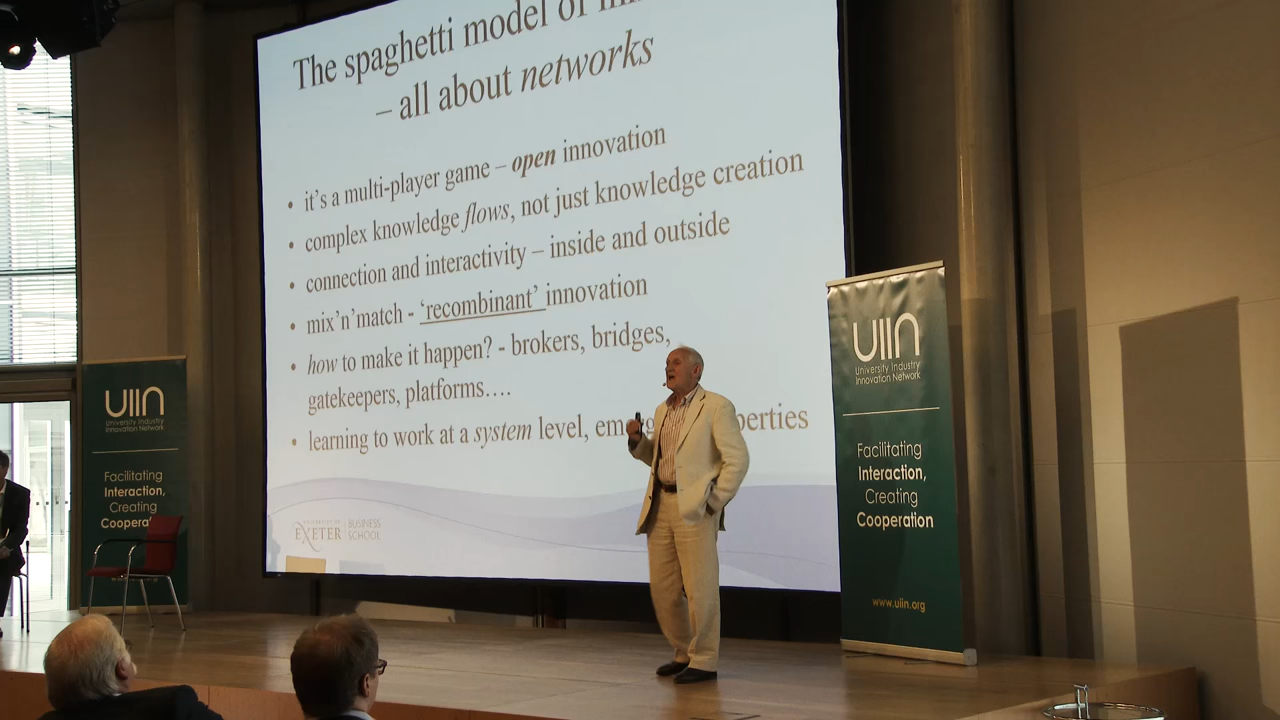 The spaghetti model of
– all about networks
• it's a multi-player game – open innovation
• complex knowledge flows, not just knowledge creation
• connection and interactivity – inside and outside
• mix'n'match - 'recombinant' innovation
• how to make it happen? - brokers, bridges,
gatekeepers, platforms….
• learning to work at a system level,
UNIVERSITY OF
EXETER
BUSINESS
SCHOOL
UIIN
University Industry
Innovation Network
Facilitating
Interaction,
Creating
UIIN
University Industry
Innovation Network
Facilitating
Interaction,
Creating
Cooperation
www.uiin.org